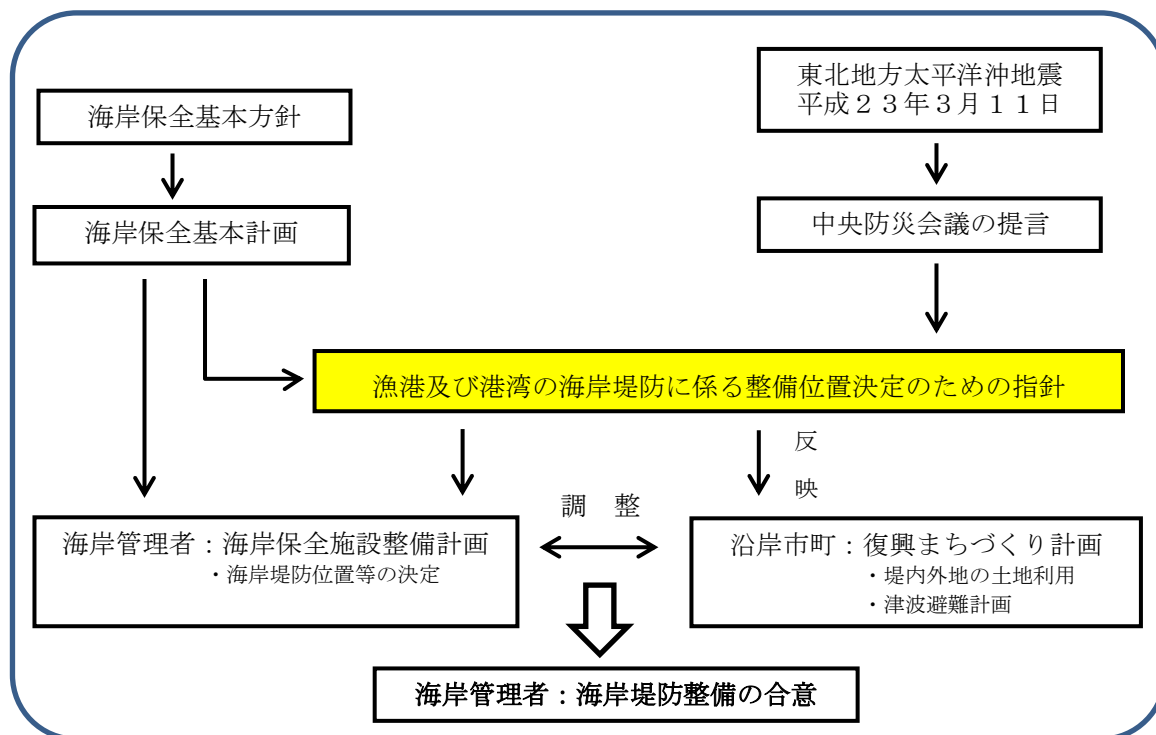 東北地方太平洋沖地震
平成２３年３月１１日
海岸保全基本方針
海岸保全基本計画
中央防災会議の提言
漁港及び港湾の海岸堤防に係る整備位置決定のための指針
反
映
調　整
海岸管理者：海岸保全施設整備計画
・海岸堤防位置等の決定
沿岸市町：復興まちづくり計画
・堤内外地の土地利用
・津波避難計画
海岸管理者：海岸堤防整備の合意